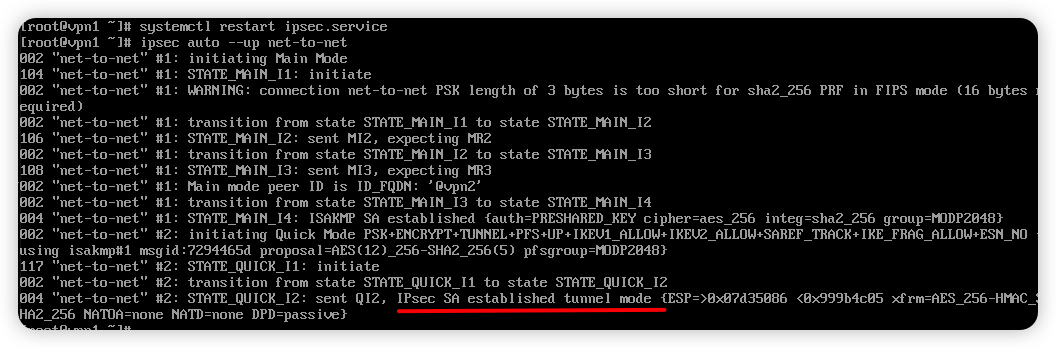 [root@vpn1 ~]# systemctl restart ipsec.service
[root@vpn1 ~]# ipsec auto --up net-to-net
002 "net-to-net" #1: initiating Main Mode
104 "net-to-net" #1: STATE_MAIN_I1: initiate
002 "net-to-net" #1: WARNING: connection net-to-net PSK length of 3 bytes is too short for sha2_256 PRF in FIPS mode (16 bytes r
equired)
002 "net-to-net" #1: transition from state STATE_MAIN_I1 to state STATE_MAIN_I2
106 "net-to-net" #1: STATE_MAIN_I2: sent MI2, expecting MR2
002 "net-to-net" #1: transition from state STATE_MAIN_I2 to state STATE_MAIN_I3
108 "net-to-net" #1: STATE_MAIN_I3: sent MI3, expecting MR3
002 "net-to-net" #1: Main mode peer ID is ID_FQDN: '@vpn2'
002 "net-to-net" #1: transition from state STATE_MAIN_I3 to state STATE_MAIN_I4
004 "net-to-net" #1: STATE_MAIN_I4: ISAKMP SA established {auth=PRESHARED_KEY cipher=aes_256 integ=sha2_256 group=MODP2048}
002 "net-to-net" #2: initiating Quick Mode PSK+ENCRYPT+TUNNEL+PFS+UP+IKEV1_ALLOW+IKEV2_ALLOW+SAREF_TRACK+IKE_FRAG_ALLOW+ESN_NO
using isakmp#1 msgid:7294465d proposal=AES(12)_256-SHA2_256(5) pfsgroup=MODP2048}
117 "net-to-net" #2: STATE_QUICK_I1: initiate
002 "net-to-net" #2: transition from state STATE_QUICK_I1 to state STATE_QUICK_I2
004 "net-to-net" #2: STATE_QUICK_I2: sent QI2, IPsec SA established tunnel mode {ESP=>0x07d35086 <0x999b4c05 xfrm=AES_256-HMAC_S
HA2_256 NATOA=none NATD=none DPD=passive}
[root@vpn1 ~]#